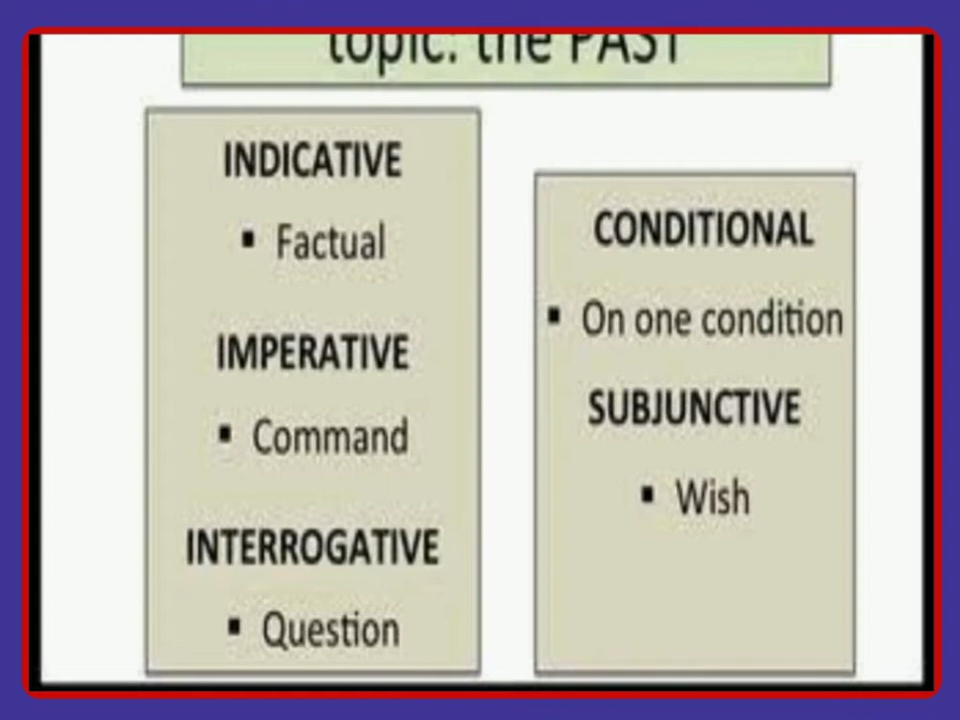 topic: the PAST
INDICATIVE
▪ Factual
IMPERATIVE
▪ Command
INTERROGATIVE
▪ Question
CONDITIONAL
▪ On one condition
SUBJUNCTIVE
▪ Wish